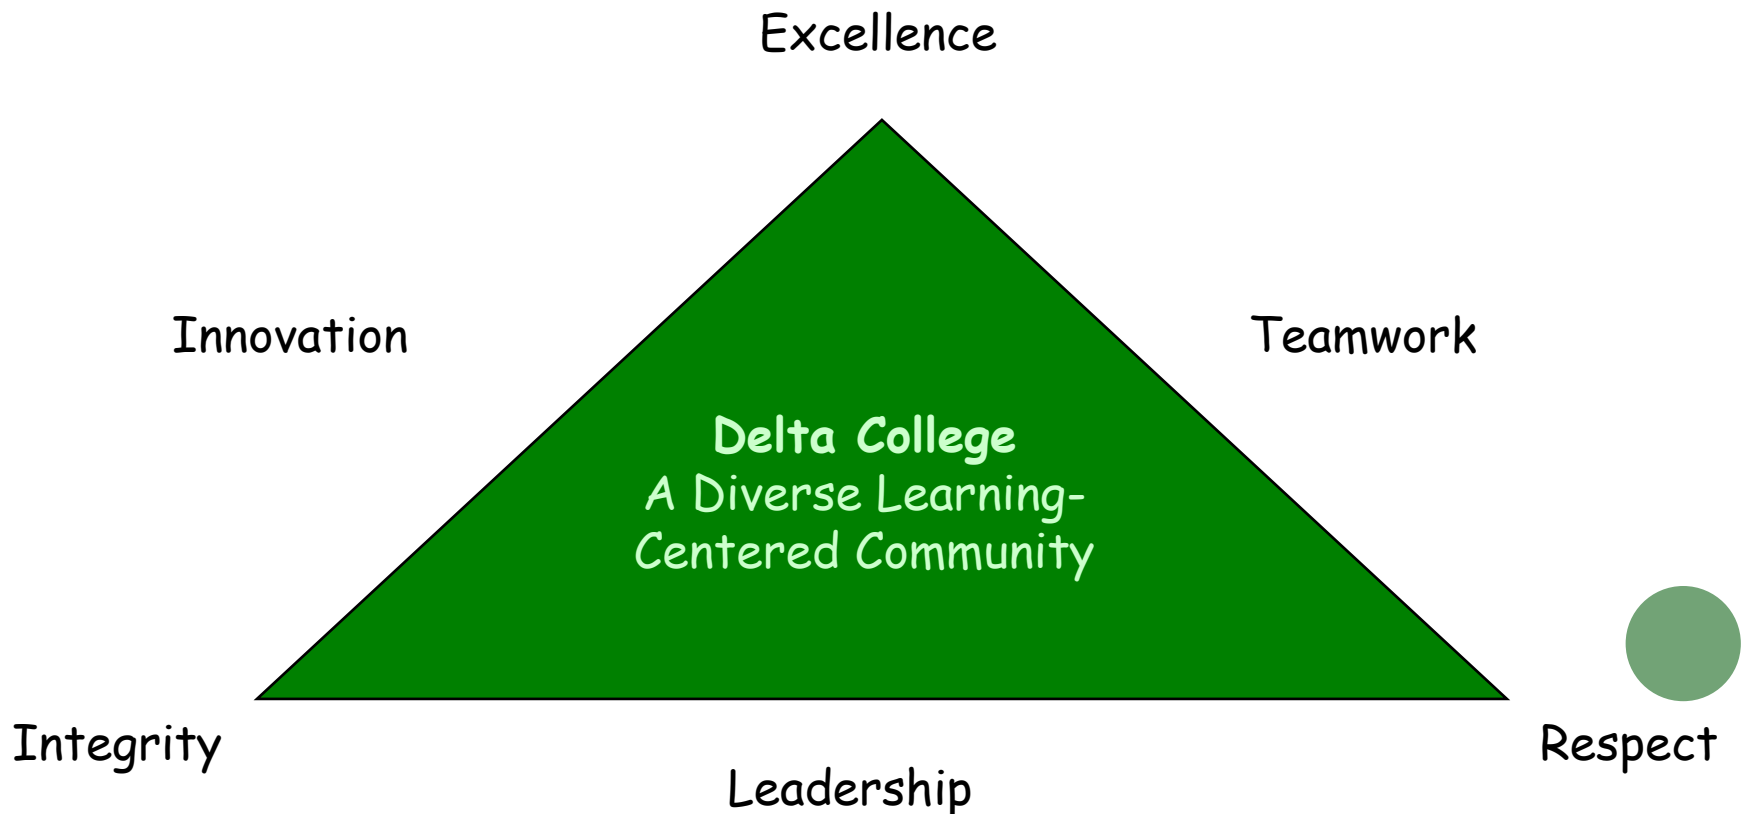 Excellence
Innovation
Teamwork
Delta College
A Diverse Learning-
Centered Community
Integrity
Respect
Leadership